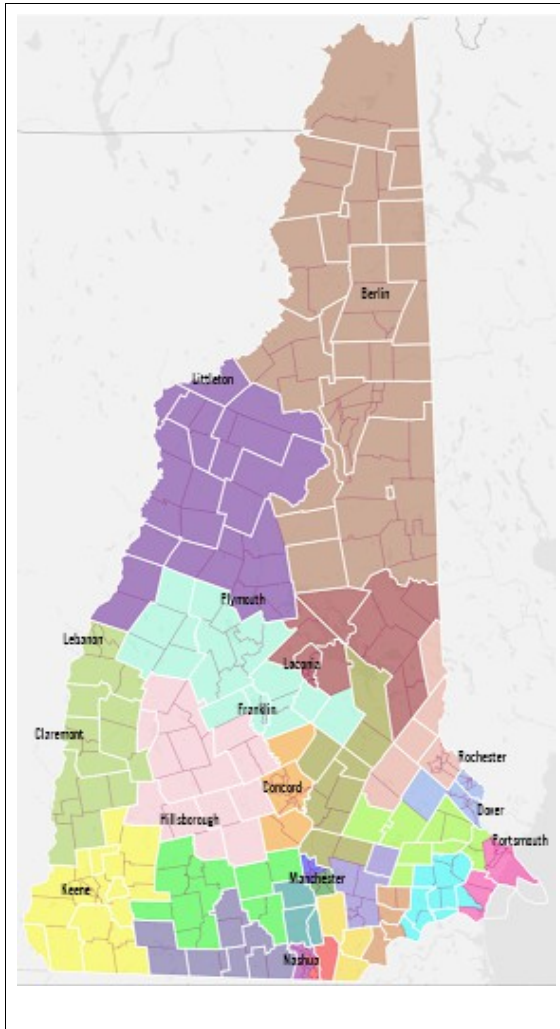 Berlin
Littleton
Plymouth
Lebanon
Laconia
Franklin
Claremont
Rochester
Concord
Dover
Hillsborough
Portsmouth
Manchester
Keene
Nashua